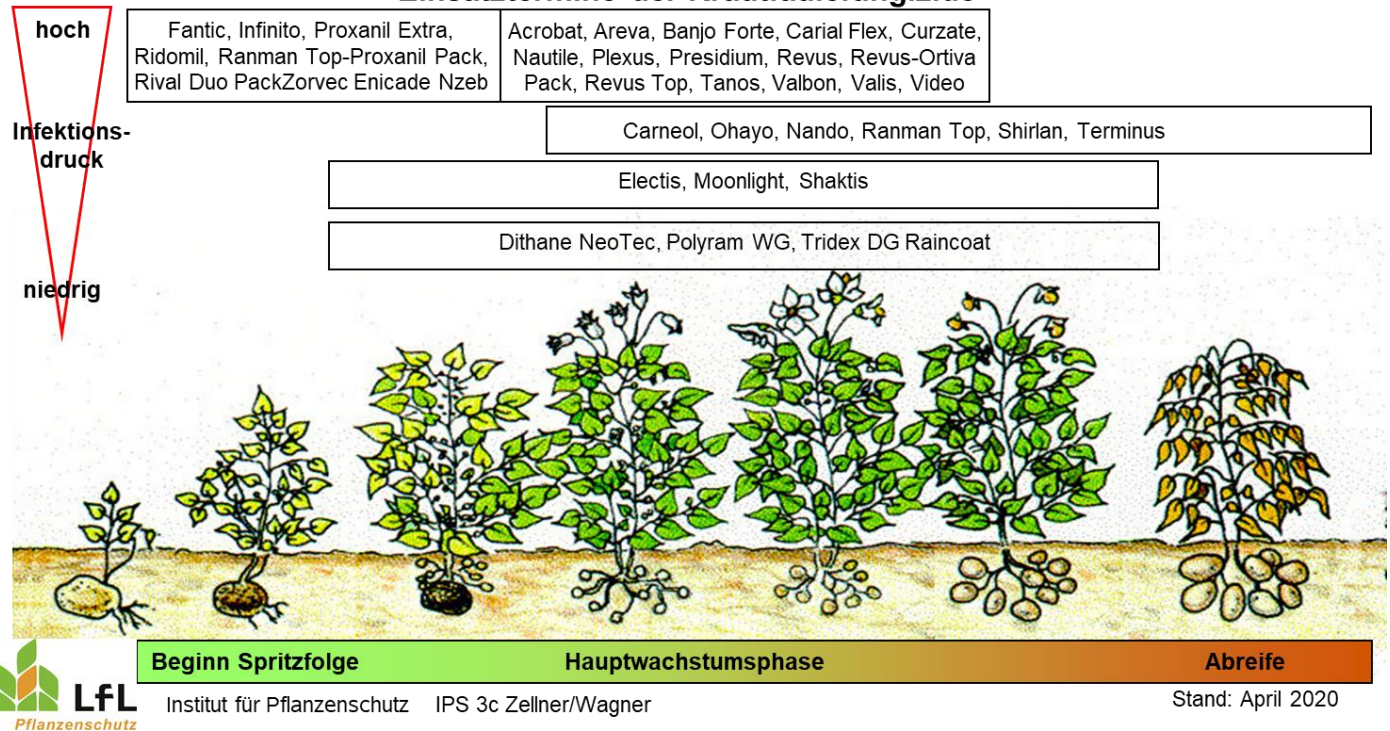 Einsatztermine der Krautfäulefungizide
hoch
Fantic, Infinito, Proxanil Extra,
Ridomil, Ranman Top-Proxanil Pack,
Rival Duo PackZorvec Enicade Nzeb
Acrobat, Areva, Banjo Forte, Carial Flex, Curzate,
Nautile, Plexus, Presidium, Revus, Revus-Ortiva
Pack, Revus Top, Tanos, Valbon, Valis, Video
Infektions-
druck
Carneol, Ohayo, Nando, Ranman Top, Shirlan, Terminus
Electis, Moonlight, Shaktis
Dithane NeoTec, Polyram WG, Tridex DG Raincoat
niedrig
Beginn Spritzfolge
Hauptwachstumsphase
Abreife
LfL
Pflanzenschutz
Institut für Pflanzenschutz IPS 3c Zellner/Wagner
Stand: April 2020